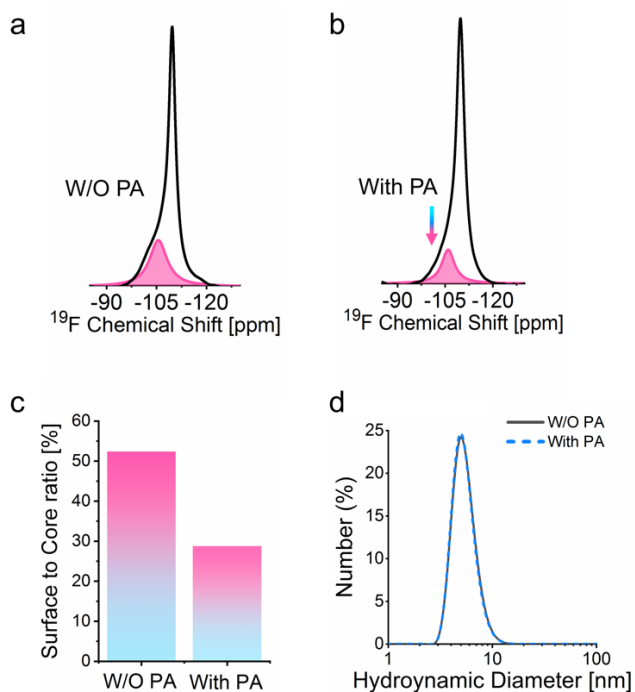 a
W/O PA
-90 -105 -120
¹⁹F Chemical Shift [ppm]
b
With PA
-90 -105 -120
¹⁹F Chemical Shift [ppm]
c
Surface to Core ratio [%]
60
50
40
30
20
10
0
W/O PA With PA
d
W/O PA
With PA
Number (%)
25
20
15
10
5
0
1 10 100
Hydroynamic Diameter [nm]